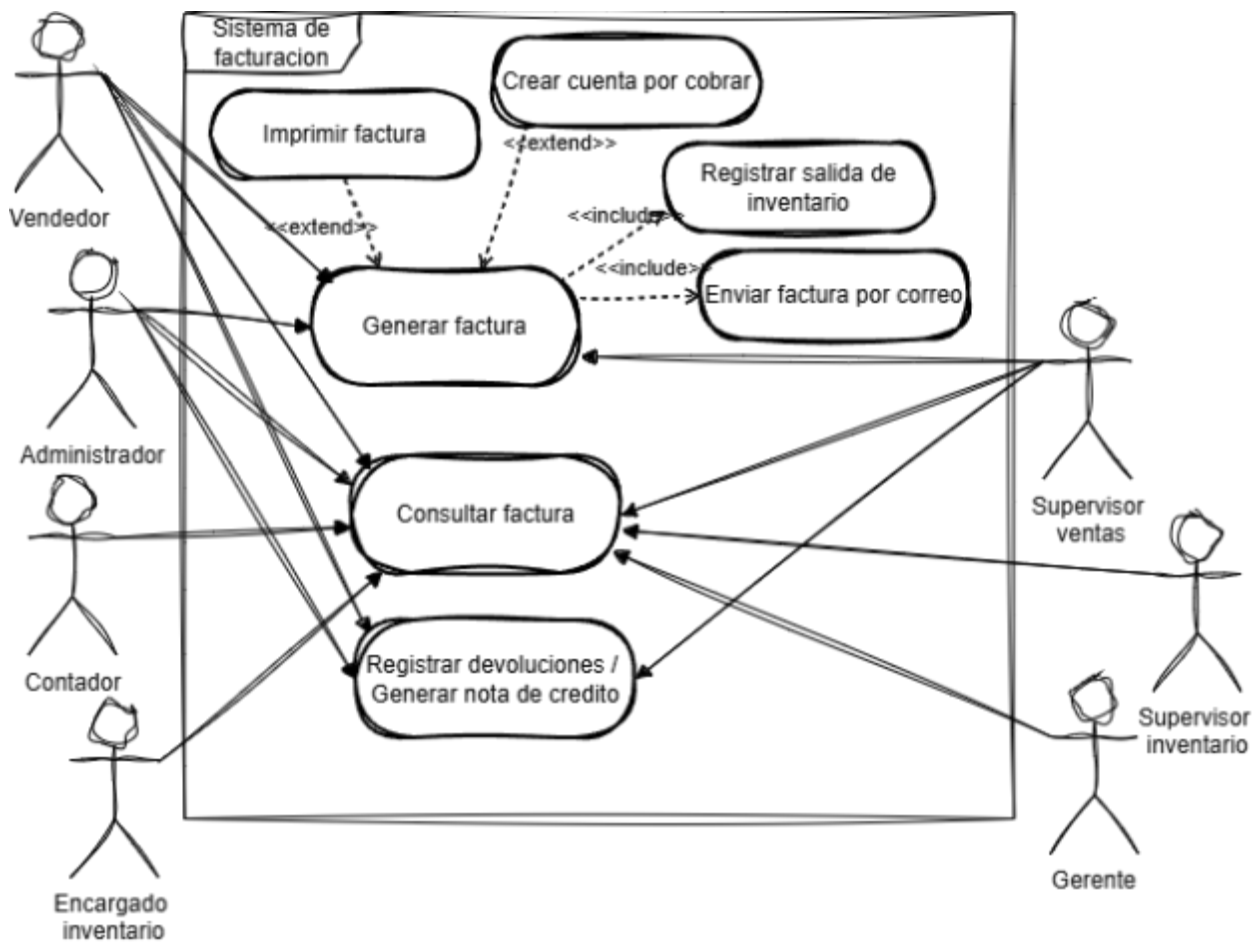 Sistema de
facturacion
Crear cuenta por cobrar
Imprimir factura
<<extend>>
Registrar salida de
inventario
<<include>>
<<extend>>
<<include>>
Enviar factura por correo
Generar factura
Vendedor
Administrador
Supervisor
ventas
Consultar factura
Contador
Registrar devoluciones /
Generar nota de credito
Supervisor
inventario
Gerente
Encargado
inventario